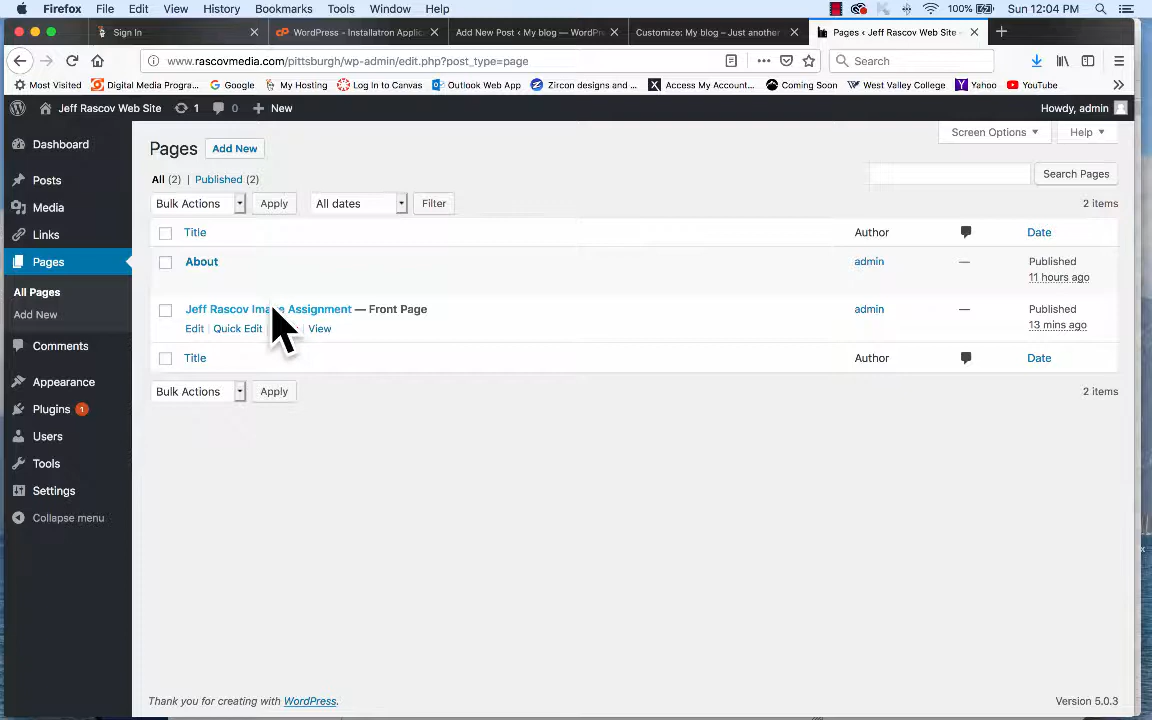 Firefox File Edit View History Bookmarks Tools Window Help 100% Sun 12:04 PM
Sign In WordPress - Installatron Applic Add New Post ‹ My blog — WordPr Customize: My blog – Just another Pages ‹ Jeff Rascov Web Site –
www.rascovmedia.com/pittsburgh/wp-admin/edit.php?post_type=page Search
Most Visited Digital Media Progra... Google My Hosting Log In to Canvas Outlook Web App Zircon designs and ... Access My Account... Coming Soon West Valley College Yahoo YouTube
Jeff Rascov Web Site 1 0 New Howdy, admin
Screen Options Help
Pages Add New
All (2) | Published (2)
Search Pages
Bulk Actions Apply All dates Filter 2 items
Title Author Date
About admin — Published
11 hours ago
Jeff Rascov Image Assignment — Front Page admin — Published
Edit | Quick Edit | View 13 mins ago
Title Author Date
Bulk Actions Apply 2 items
Dashboard
Posts
Media
Links
Pages
All Pages
Add New
Comments
Appearance
Plugins 1
Users
Tools
Settings
Collapse menu
Thank you for creating with WordPress. Version 5.0.3